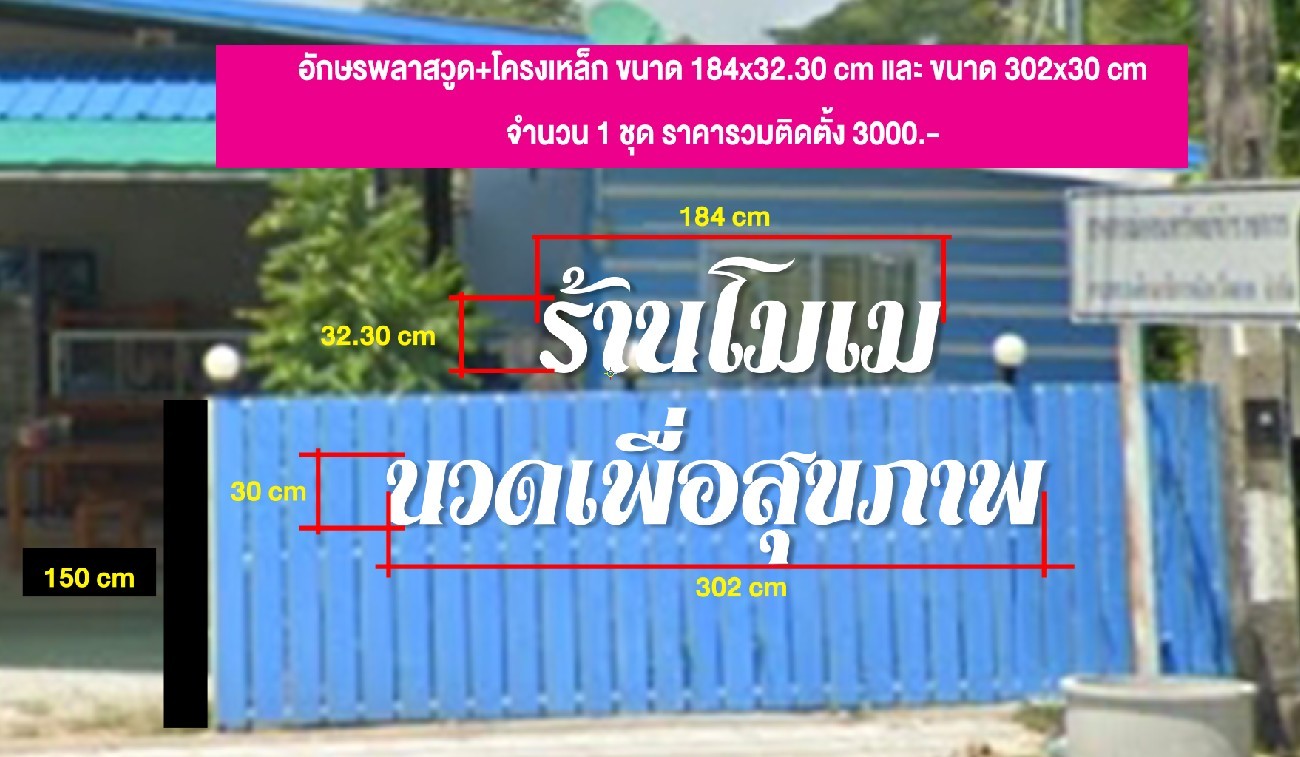 อักษรพลาสวูด+โครงเหล็ก ขนาด 184x32.30 cm และ ขนาด 302x30 cm
จำนวน 1 ชุด ราคารวมติดตั้ง 3000.-
184 cm
ร้านโมเม
32.30 cm
นวดเพื่อสุขภาพ
30 cm
150 cm
302 cm